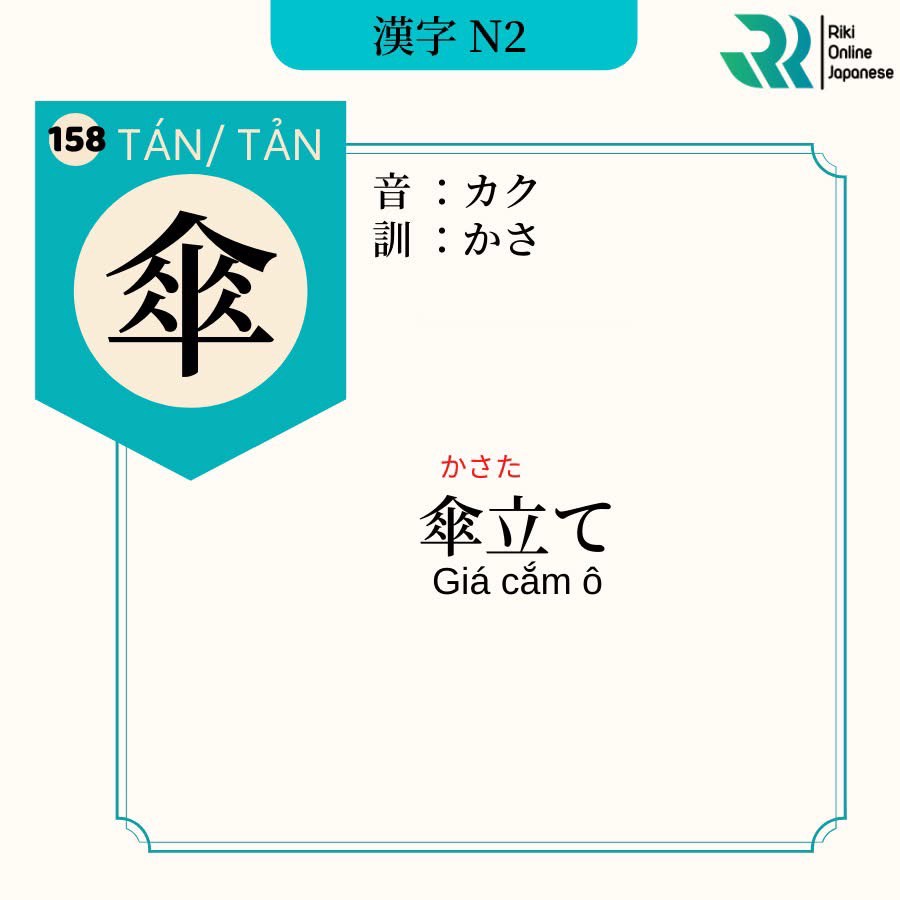 漢字 N2
Riki
Online
Japanese
158 TÁN/ TẢN
傘
音 ：カク
訓 ：かさ
かさた
傘立て
Giá cắm ô